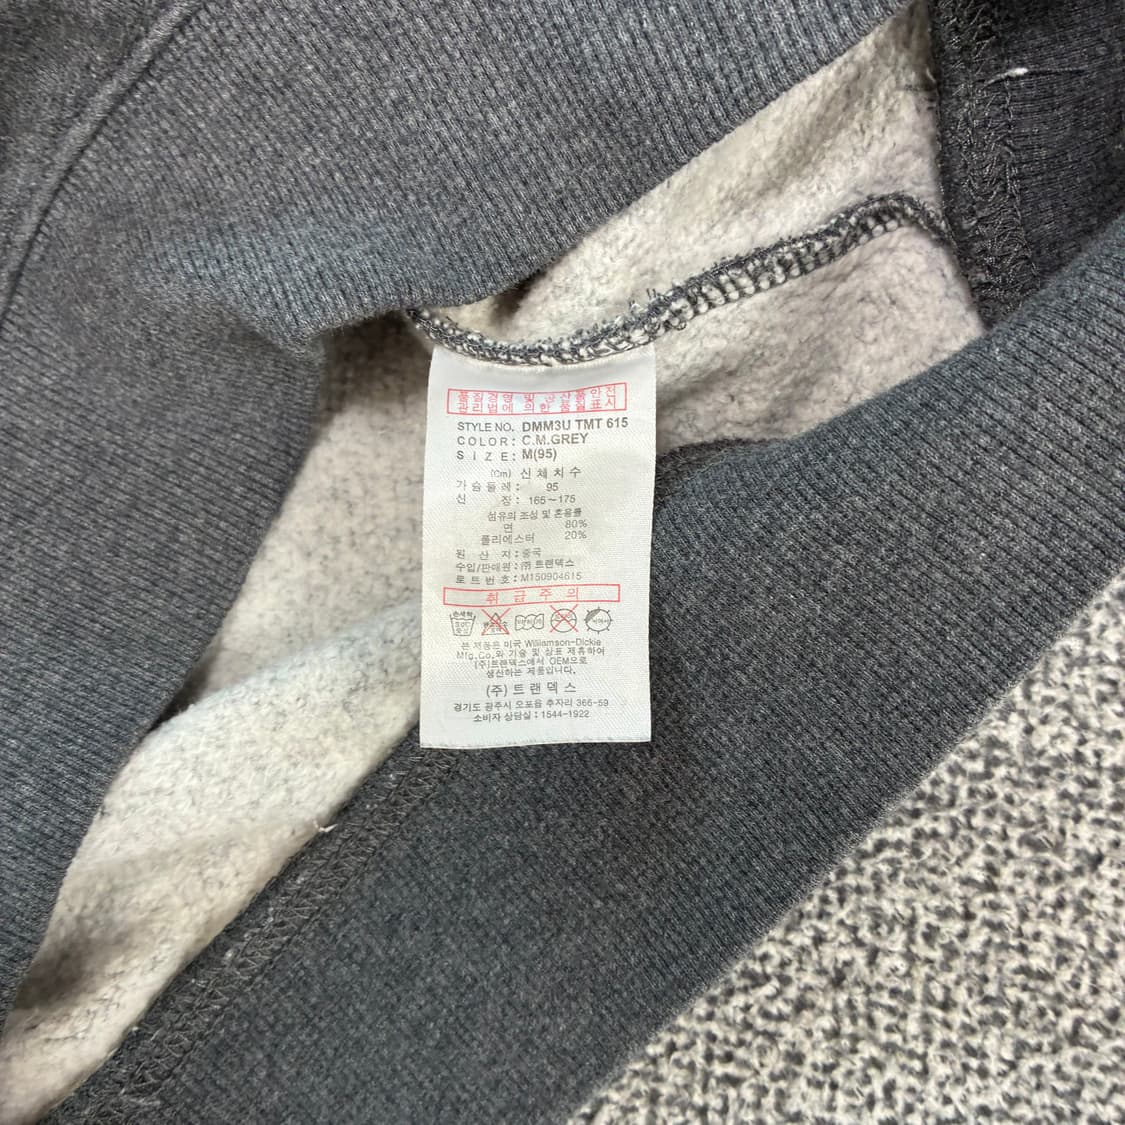 품질경영 및 공산품안전
관리법에 의한 품질표시
STYLE NO. DMM3U TMT 615
COLOR: C.M.GREY
SIZE: M(95)
(Cm) 신체치수
가슴둘레: 95
신 장: 165~175
섬유의 조성 및 혼용률
면 80%
폴리에스터 20%
원 산 지: 중국
수입/판매원: ㈜ 트랜덱스
로트번호: M150904615
취급주의
손세탁
30℃
중성
본 제품은 미국 Williamson-Dickie
Mfg.Co.와 기술 및 상표 제휴하여
(주)트랜덱스에서 OEM으로
생산하는 제품입니다.
(주)트랜덱스
경기도 광주시 오포읍 추자리 366-59
소비자 상담실: 1544-1922